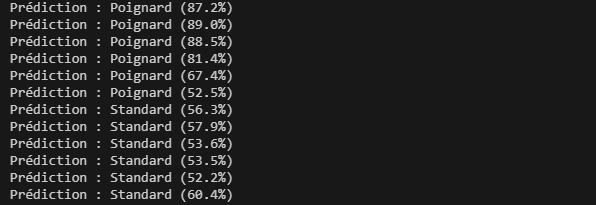 Prédiction : Poignard (87.2%)
Prédiction : Poignard (89.0%)
Prédiction : Poignard (88.5%)
Prédiction : Poignard (81.4%)
Prédiction : Poignard (67.4%)
Prédiction : Poignard (52.5%)
Prédiction : Standard (56.3%)
Prédiction : Standard (57.9%)
Prédiction : Standard (53.6%)
Prédiction : Standard (53.5%)
Prédiction : Standard (52.2%)
Prédiction : Standard (60.4%)